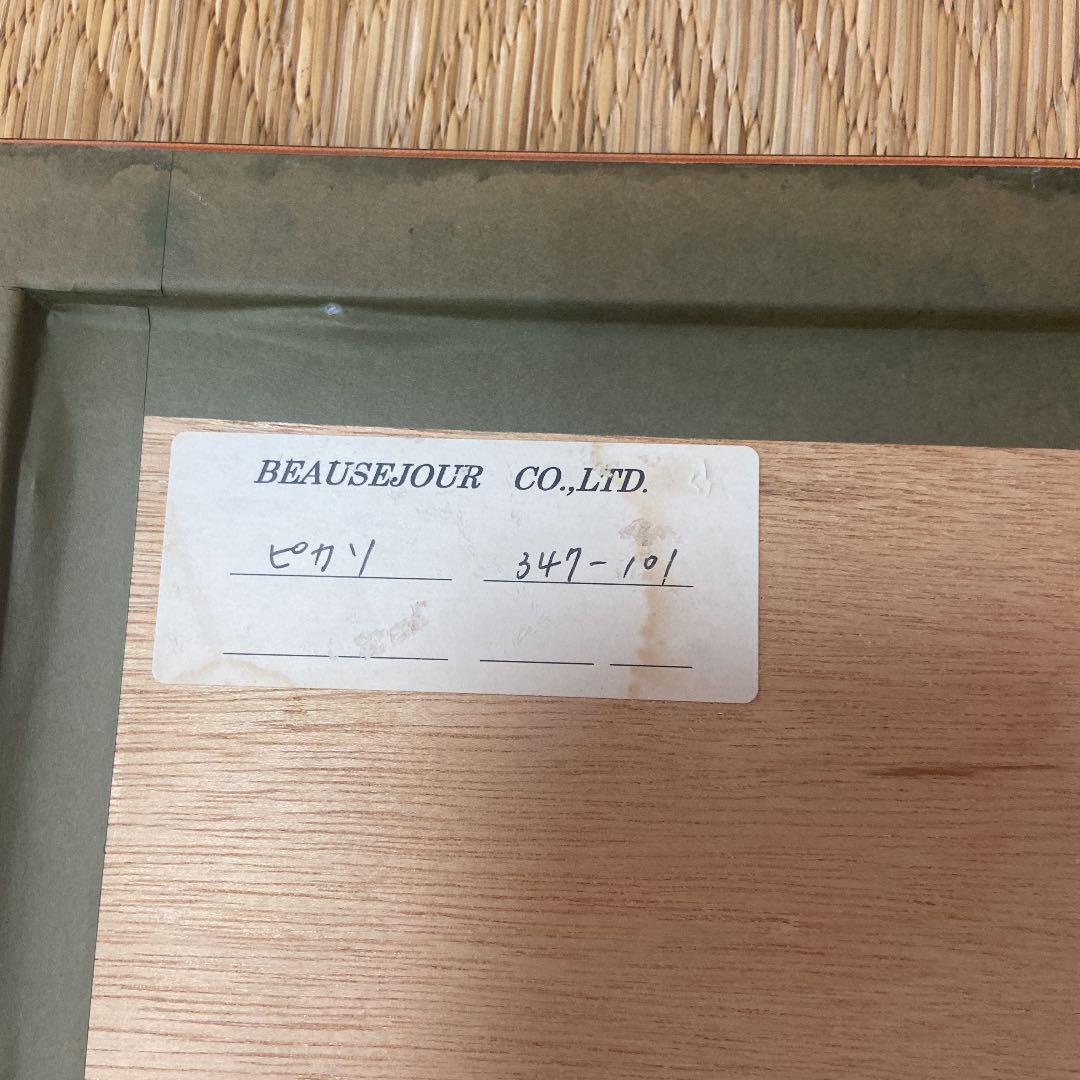 BEAUSEJOUR CO.,LTD.
ピカソ 347-101